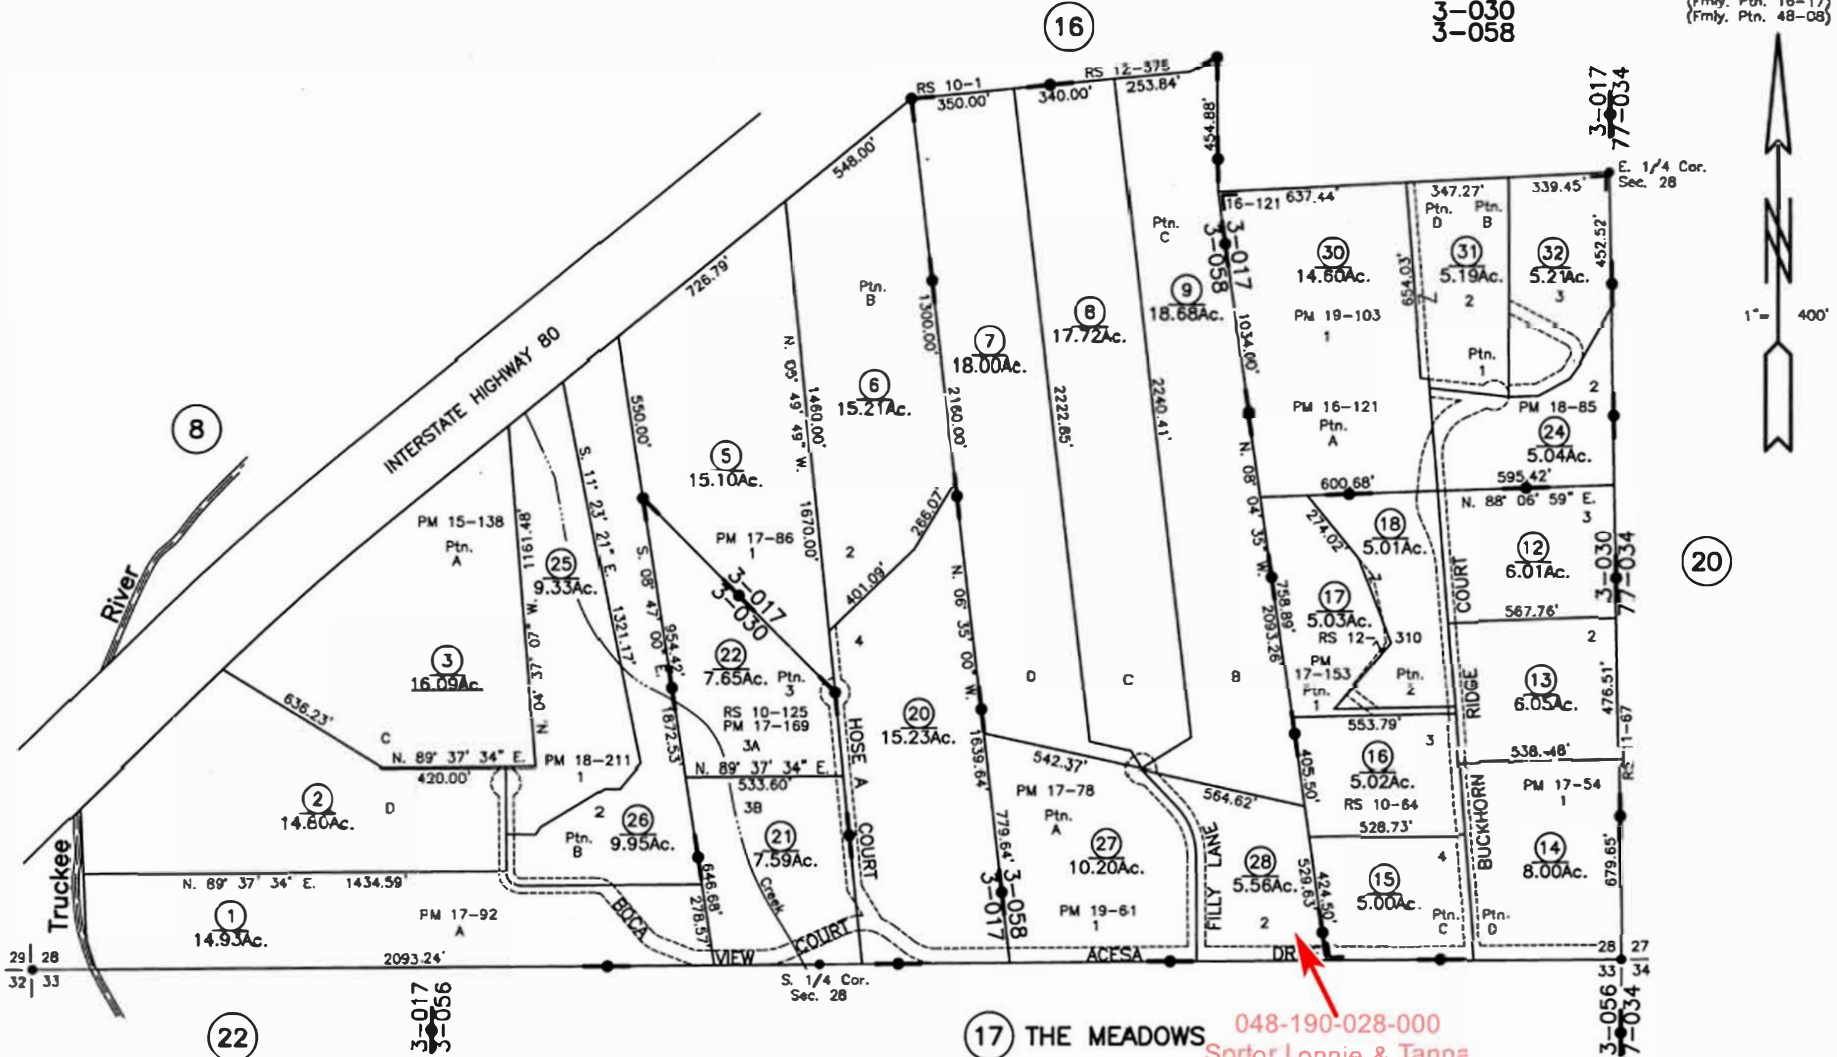 16
3-030
3-058
(Fmly. Ptn. 16-17)
(Fmly. Ptn. 48-08)
RS 10-1
350.00'
RS 12-375
340.00'
253.84'
454.88'
3-017
77-034
E. 1/4 Cor.
Sec. 28
1"= 400'
548.00'
726.79'
INTERSTATE HIGHWAY 80
8
River
Truckee
16-121
637.44'
347.27'
339.45'
452.52'
Ptn.
D
Ptn.
B
31
5.19Ac.
2
32
5.21Ac.
3
30
14.60Ac.
PM 19-103
1
654.03'
Ptn.
1
PM 16-121
Ptn.
A
2
PM 18-85
24
5.04Ac.
595.42'
600.68'
N. 88° 06' 59" E.
3
Ptn.
C
3-058
3-017
9
18.68Ac.
1034.00'
8
17.72Ac.
7
18.00Ac.
1300.00'
2160.00'
2222.85'
2240.41'
Ptn.
B
6
15.21Ac.
N. 05° 49' 49" W.
1460.00'
1670.00'
5
15.10Ac.
PM 17-86
1
2
550.00'
S. 11° 23' 21" E.
1321.17'
PM 15-138
Ptn.
A
1161.48'
N 04° 37' 07" W.
25
9.33Ac.
S. 08° 47' 00" E.
954.42'
1872.53'
3-017
3-030
266.07'
401.09'
4
N. 06° 35' 00" W.
1639.64'
N. 08° 04' 35" W.
2093.26'
758.89'
274.02'
18
5.01Ac.
17
5.03Ac.
RS 12-310
PM
17-153
Ptn.
1
Ptn.
2
12
6.01Ac.
567.76'
2
3-030
77-034
20
13
6.05Ac.
476.51'
RS 11-67
538.48'
COURT
RIDGE
BUCKHORN
3
16
16.09Ac.
636.23'
C
N. 89° 37' 34" E.
420.00'
PM 18-211
1
22
7.65Ac.
Ptn.
3
RS 10-125
PM 17-169
3A
N. 89° 37' 34" E.
533.60'
3B
HOSE A
COURT
20
15.23Ac.
D
C
B
553.79'
3
16
5.02Ac.
RS 10-64
528.73'
405.50'
PM 17-54
1
14
8.00Ac.
679.65'
2
14.80Ac.
D
2
Ptn.
B
26
9.95Ac.
21
7.59Ac.
Creek
646.68'
278.57'
542.37'
564.62'
PM 17-78
Ptn.
A
779.64'
27
10.20Ac.
PM 19-61
1
3-017
3-058
FILLY LANE
28
5.56Ac.
2
529.63'
424.50'
4
15
5.00Ac.
Ptn.
C
Ptn.
D
N. 89° 37' 34" E. 1434.59'
1
14.93Ac.
PM 17-92
A
BOCA
VIEW
COURT
ACESA
DR
29 28
32 33
2093.24'
S. 1/4 Cor.
Sec. 28
28 27
33 34
3-017
3-056
22
17 THE MEADOWS
048-190-028-000
3-056
7-034